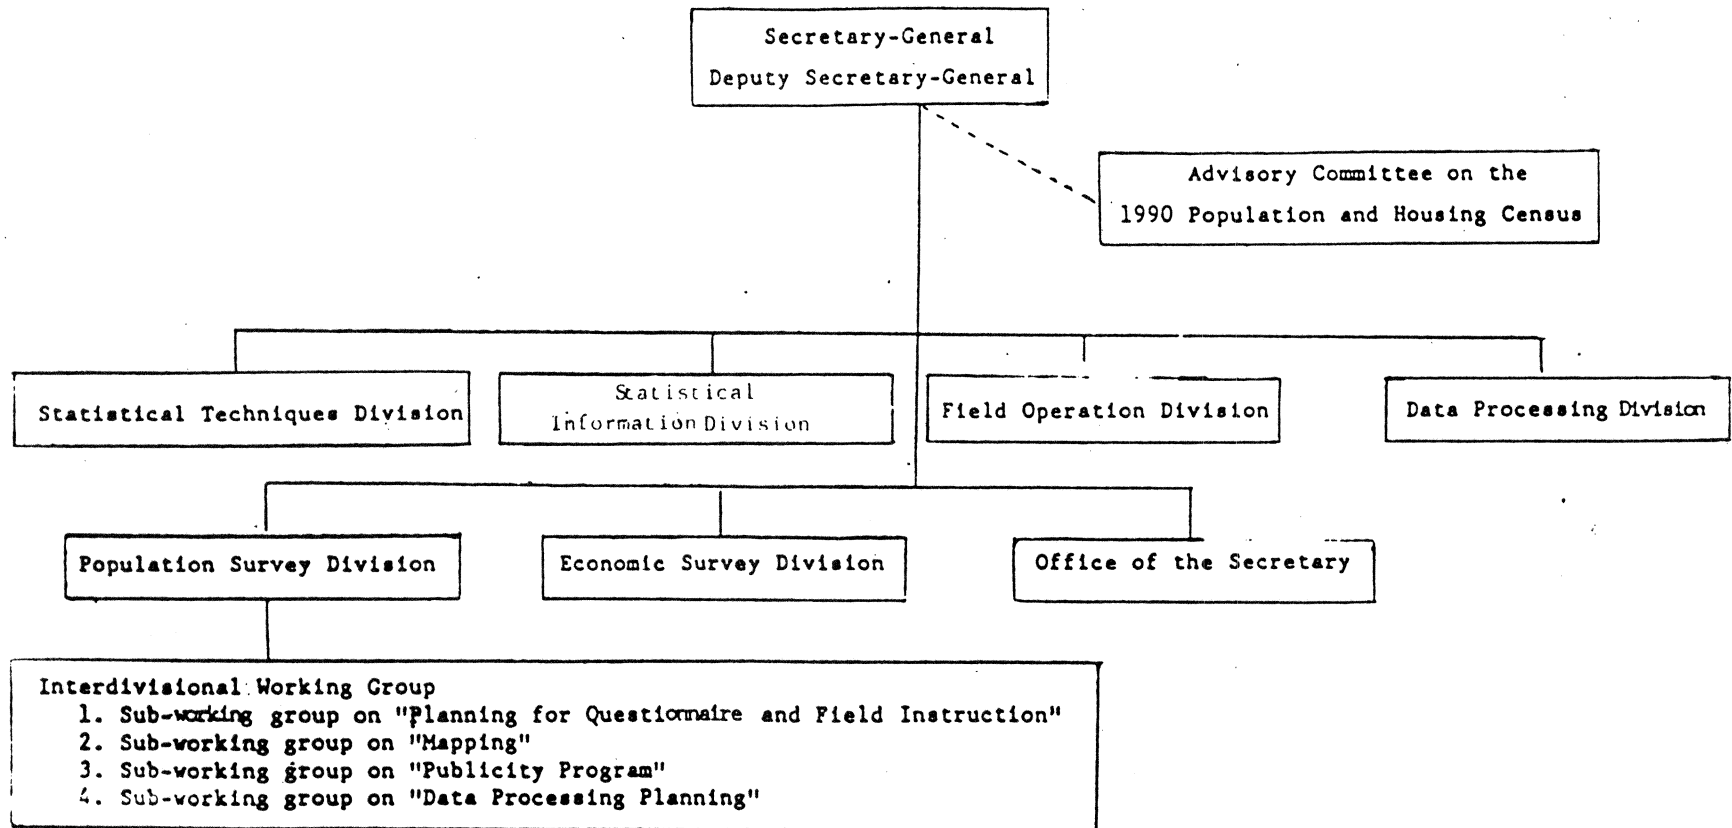 Secretary-General
Deputy Secretary-General
Advisory Committee on the
1990 Population and Housing Census
Statistical Techniques Division
Statistical
Information Division
Field Operation Division
Data Processing Division
Population Survey Division
Economic Survey Division
Office of the Secretary
Interdivisional Working Group
1. Sub-working group on "Planning for Questionnaire and Field Instruction"
2. Sub-working group on "Mapping"
3. Sub-working group on "Publicity Program"
4. Sub-working group on "Data Processing Planning"